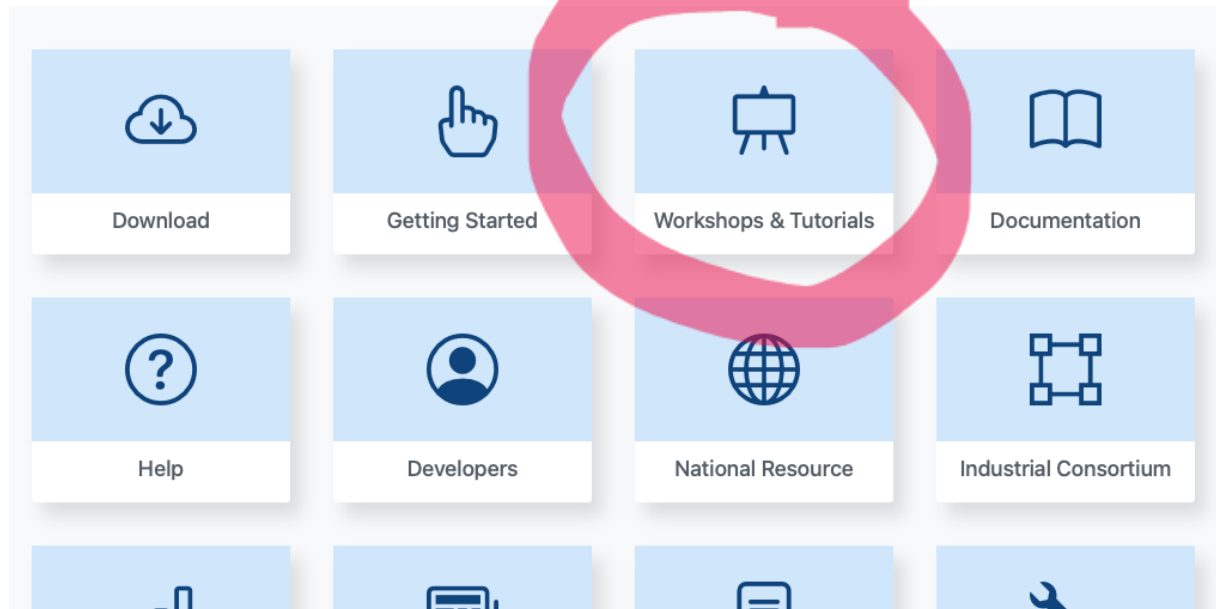 Download
Getting Started
Workshops & Tutorials
Documentation
Help
Developers
National Resource
Industrial Consortium